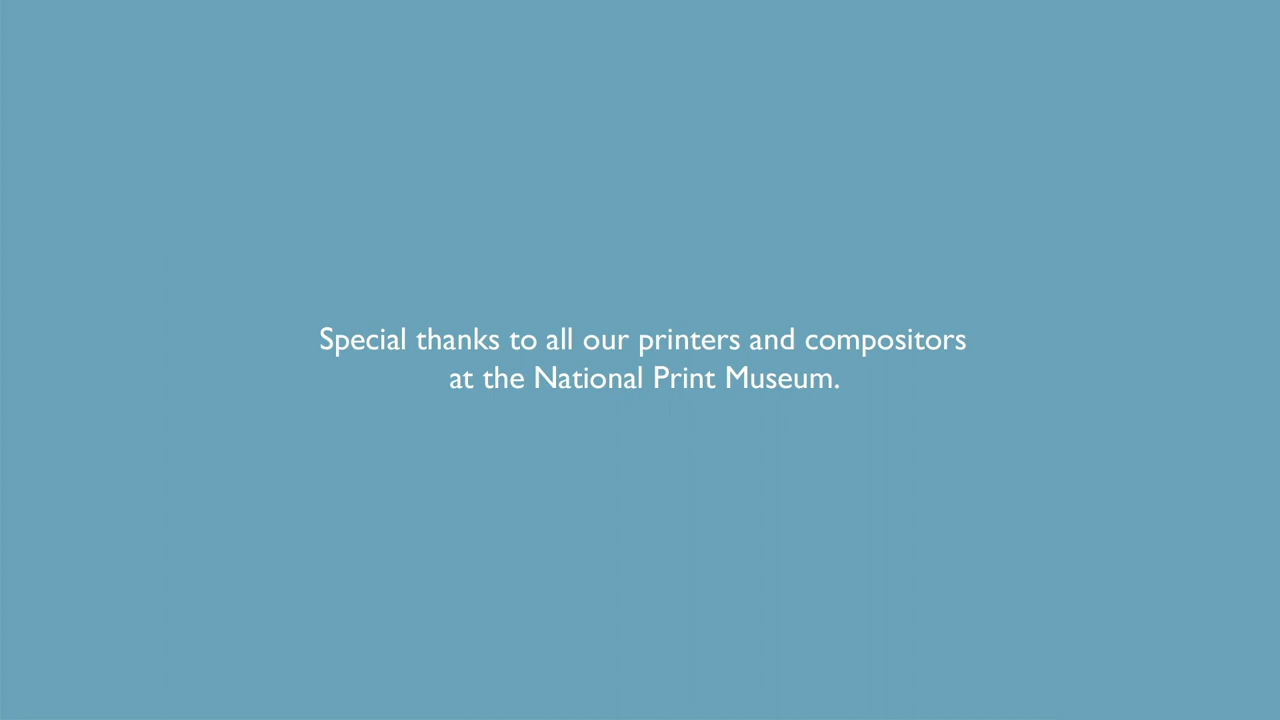 Special thanks to all our printers and compositors
at the National Print Museum.